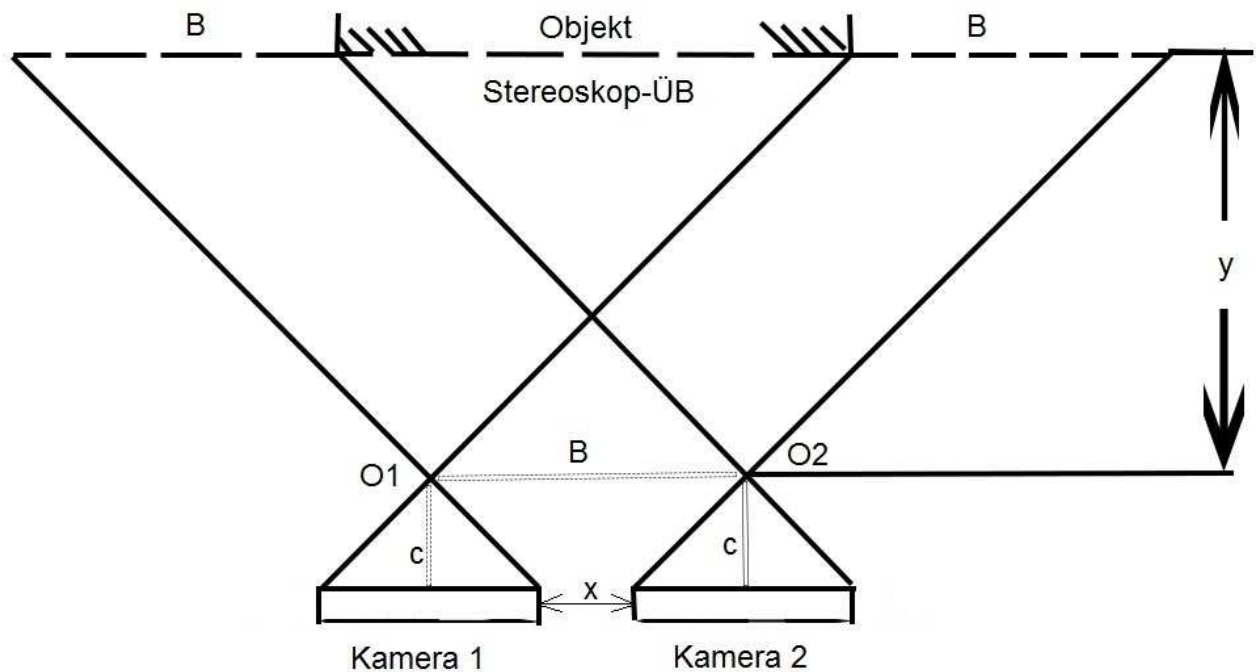 B Objekt B
Stereoskop-ÜB
y
B
O1 O2
c c
x
Kamera 1 Kamera 2